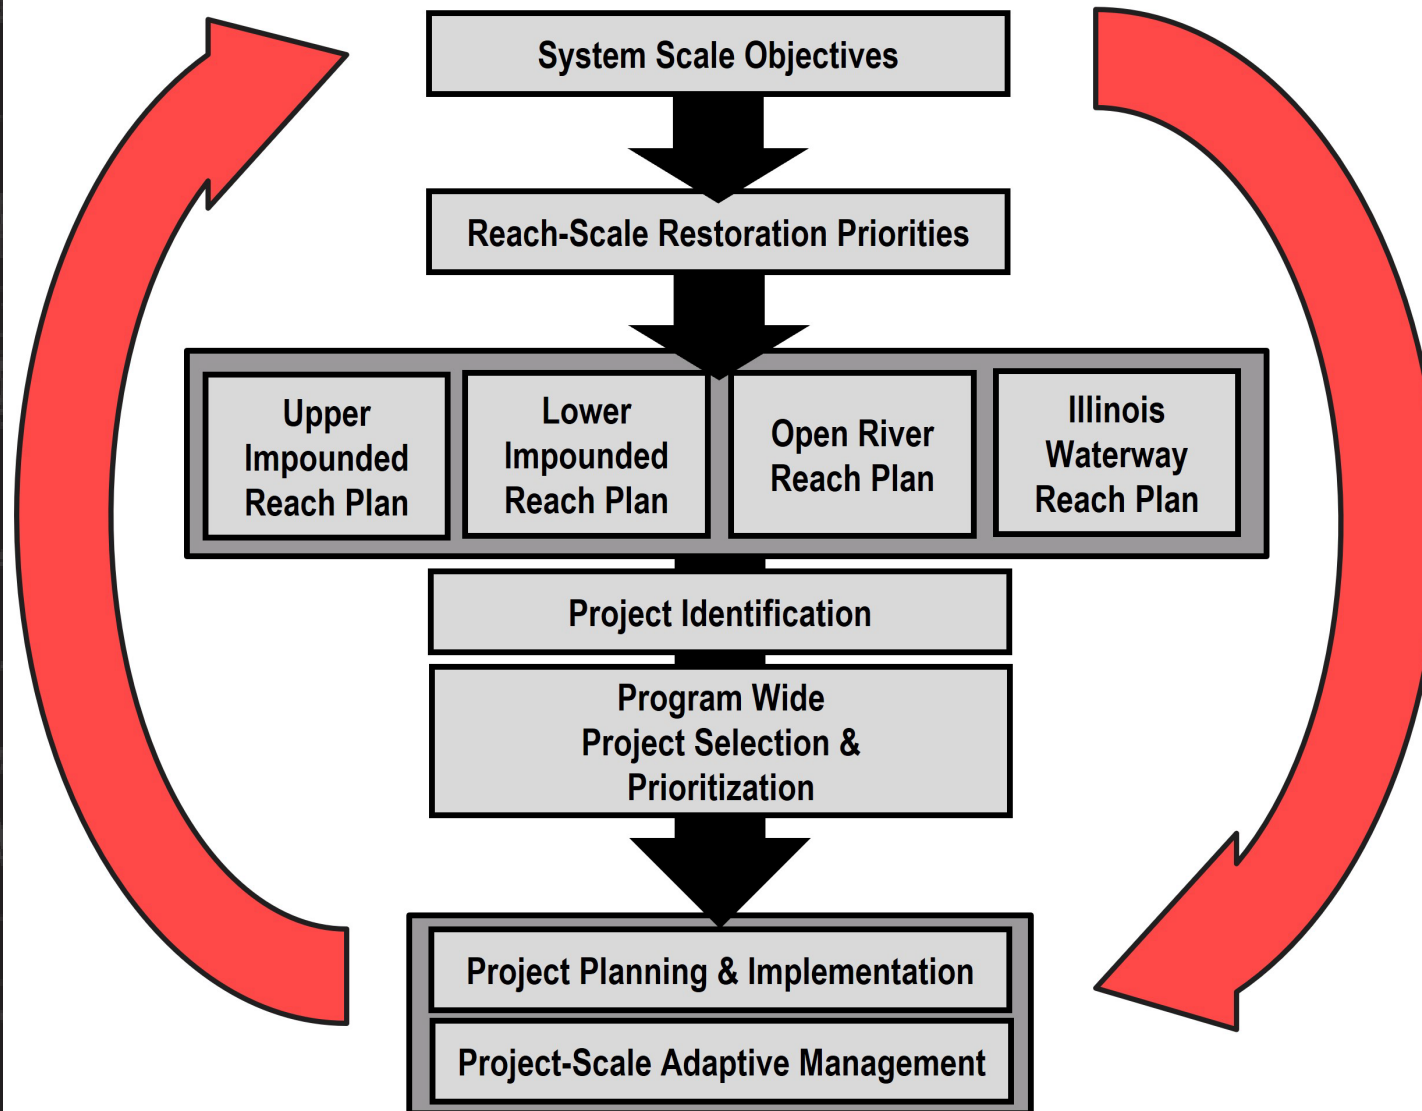 System Scale Objectives
Reach-Scale Restoration Priorities
Upper
Impounded
Reach Plan
Lower
Impounded
Reach Plan
Open River
Reach Plan
Illinois
Waterway
Reach Plan
Project Identification
Program Wide
Project Selection &
Prioritization
Project Planning & Implementation
Project-Scale Adaptive Management